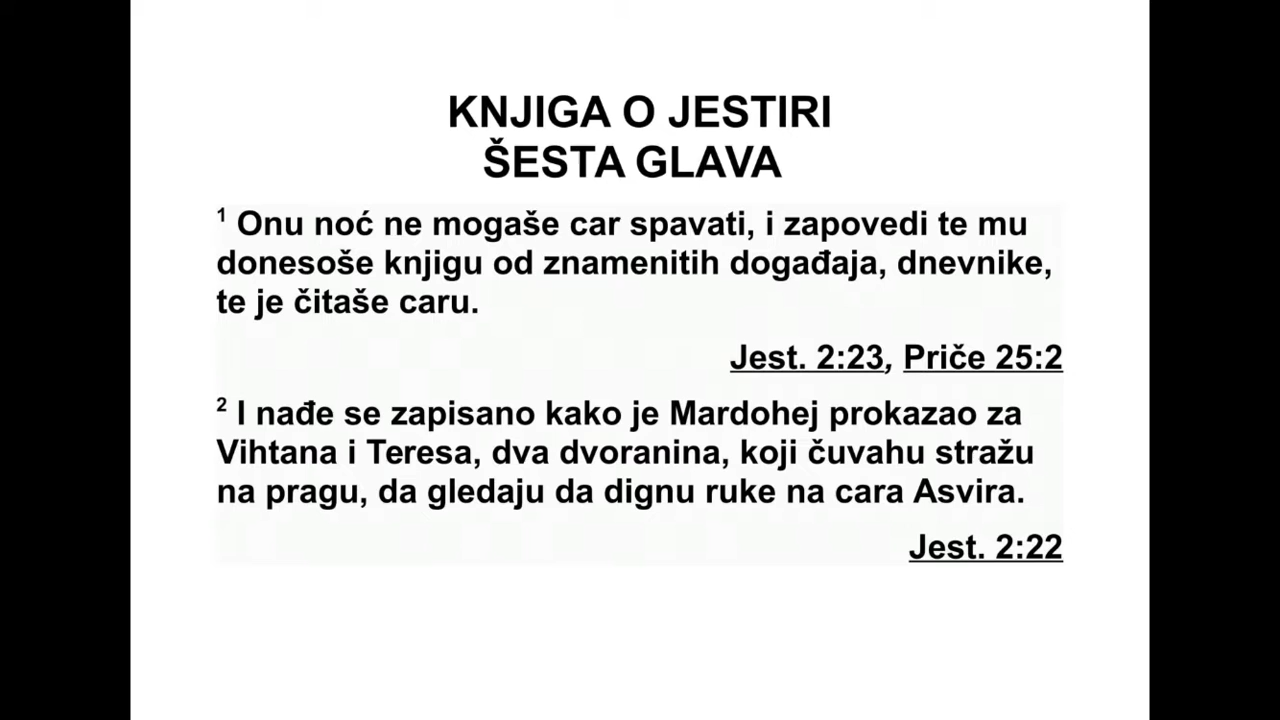 KNJIGA O JESTIRI
ŠESTA GLAVA
1 Onu noć ne mogaše car spavati, i zapovedi te mu
donesoše knjigu od znamenitih događaja, dnevnike,
te je čitaše caru.
Jest. 2:23, Priče 25:2
2 I nađe se zapisano kako je Mardohej prokazao za
Vihtana i Teresa, dva dvoranina, koji čuvahu stražu
na pragu, da gledaju da dignu ruke na cara Asvira.
Jest. 2:22